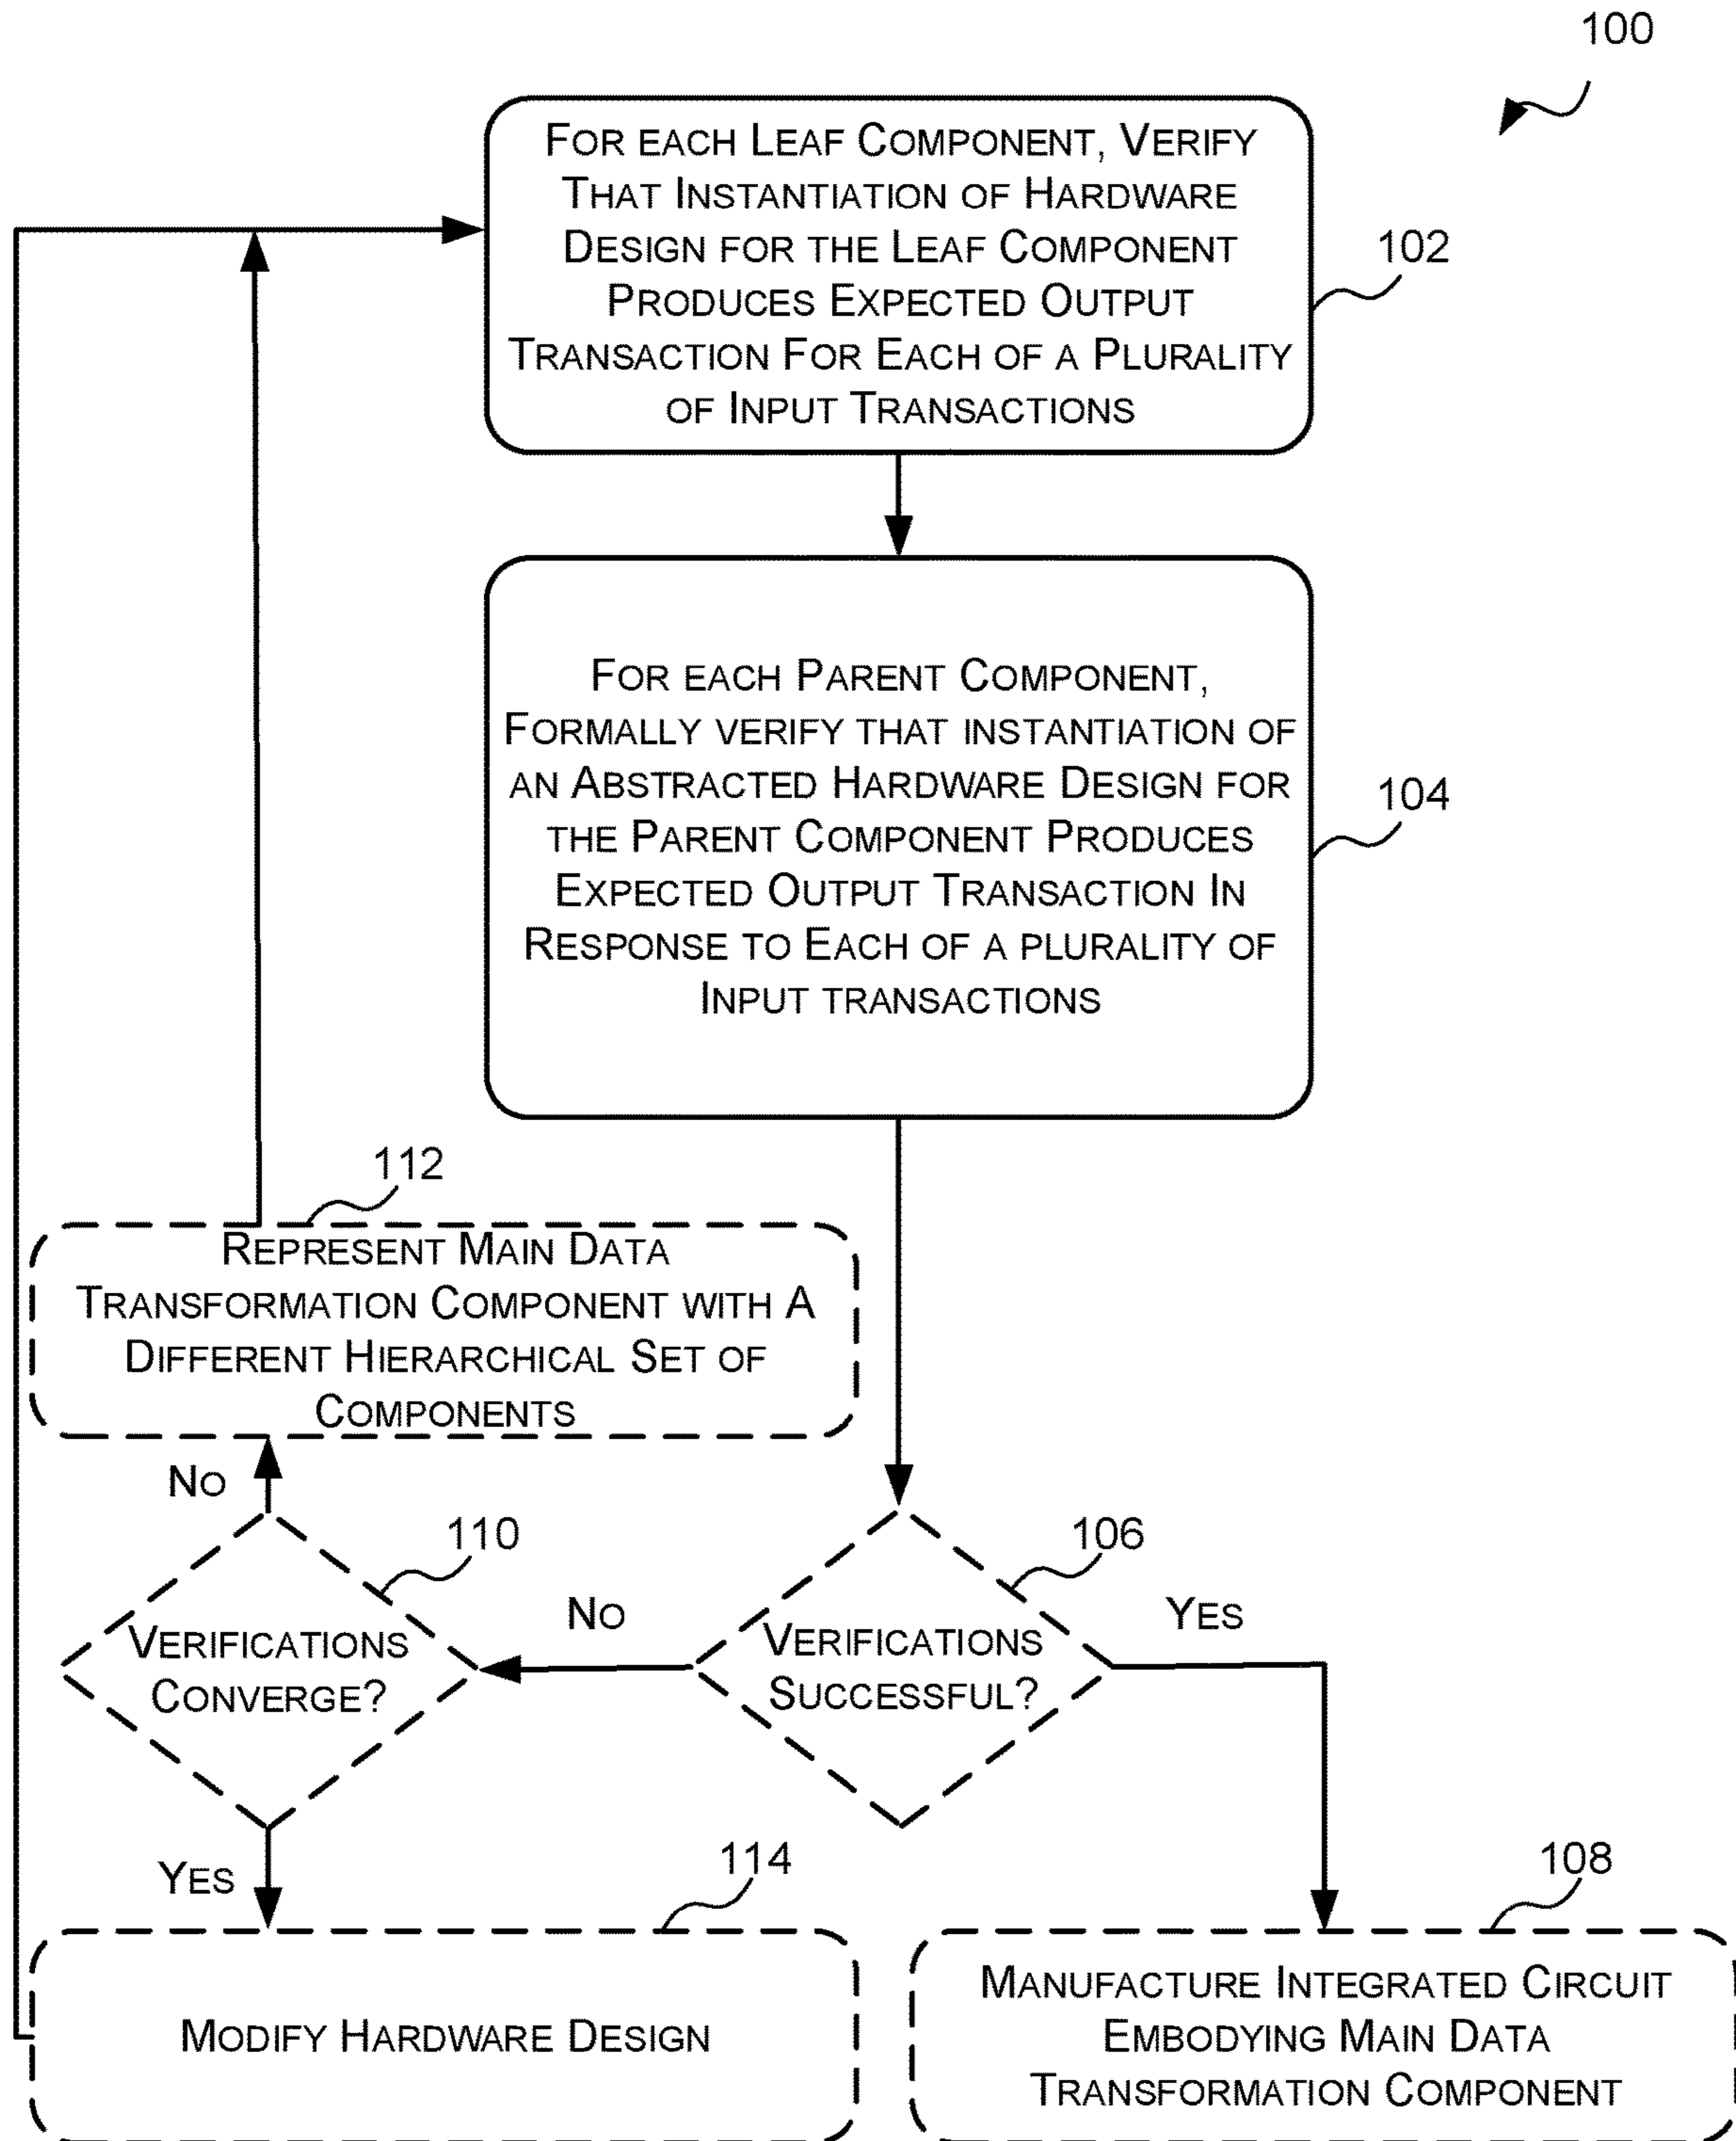 100
FOR EACH LEAF COMPONENT, VERIFY
THAT INSTANTIATION OF HARDWARE
DESIGN FOR THE LEAF COMPONENT
PRODUCES EXPECTED OUTPUT
TRANSACTION FOR EACH OF A PLURALITY
OF INPUT TRANSACTIONS
102
FOR EACH PARENT COMPONENT,
FORMALLY VERIFY THAT INSTANTIATION OF
AN ABSTRACTED HARDWARE DESIGN FOR
THE PARENT COMPONENT PRODUCES
EXPECTED OUTPUT TRANSACTION IN
RESPONSE TO EACH OF A PLURALITY OF
INPUT TRANSACTIONS
104
112
REPRESENT MAIN DATA
TRANSFORMATION COMPONENT WITH A
DIFFERENT HIERARCHICAL SET OF
COMPONENTS
NO
110
VERIFICATIONS
CONVERGE?
NO
106
VERIFICATIONS
SUCCESSFUL?
YES
YES
114
MODIFY HARDWARE DESIGN
108
MANUFACTURE INTEGRATED CIRCUIT
EMBODYING MAIN DATA
TRANSFORMATION COMPONENT